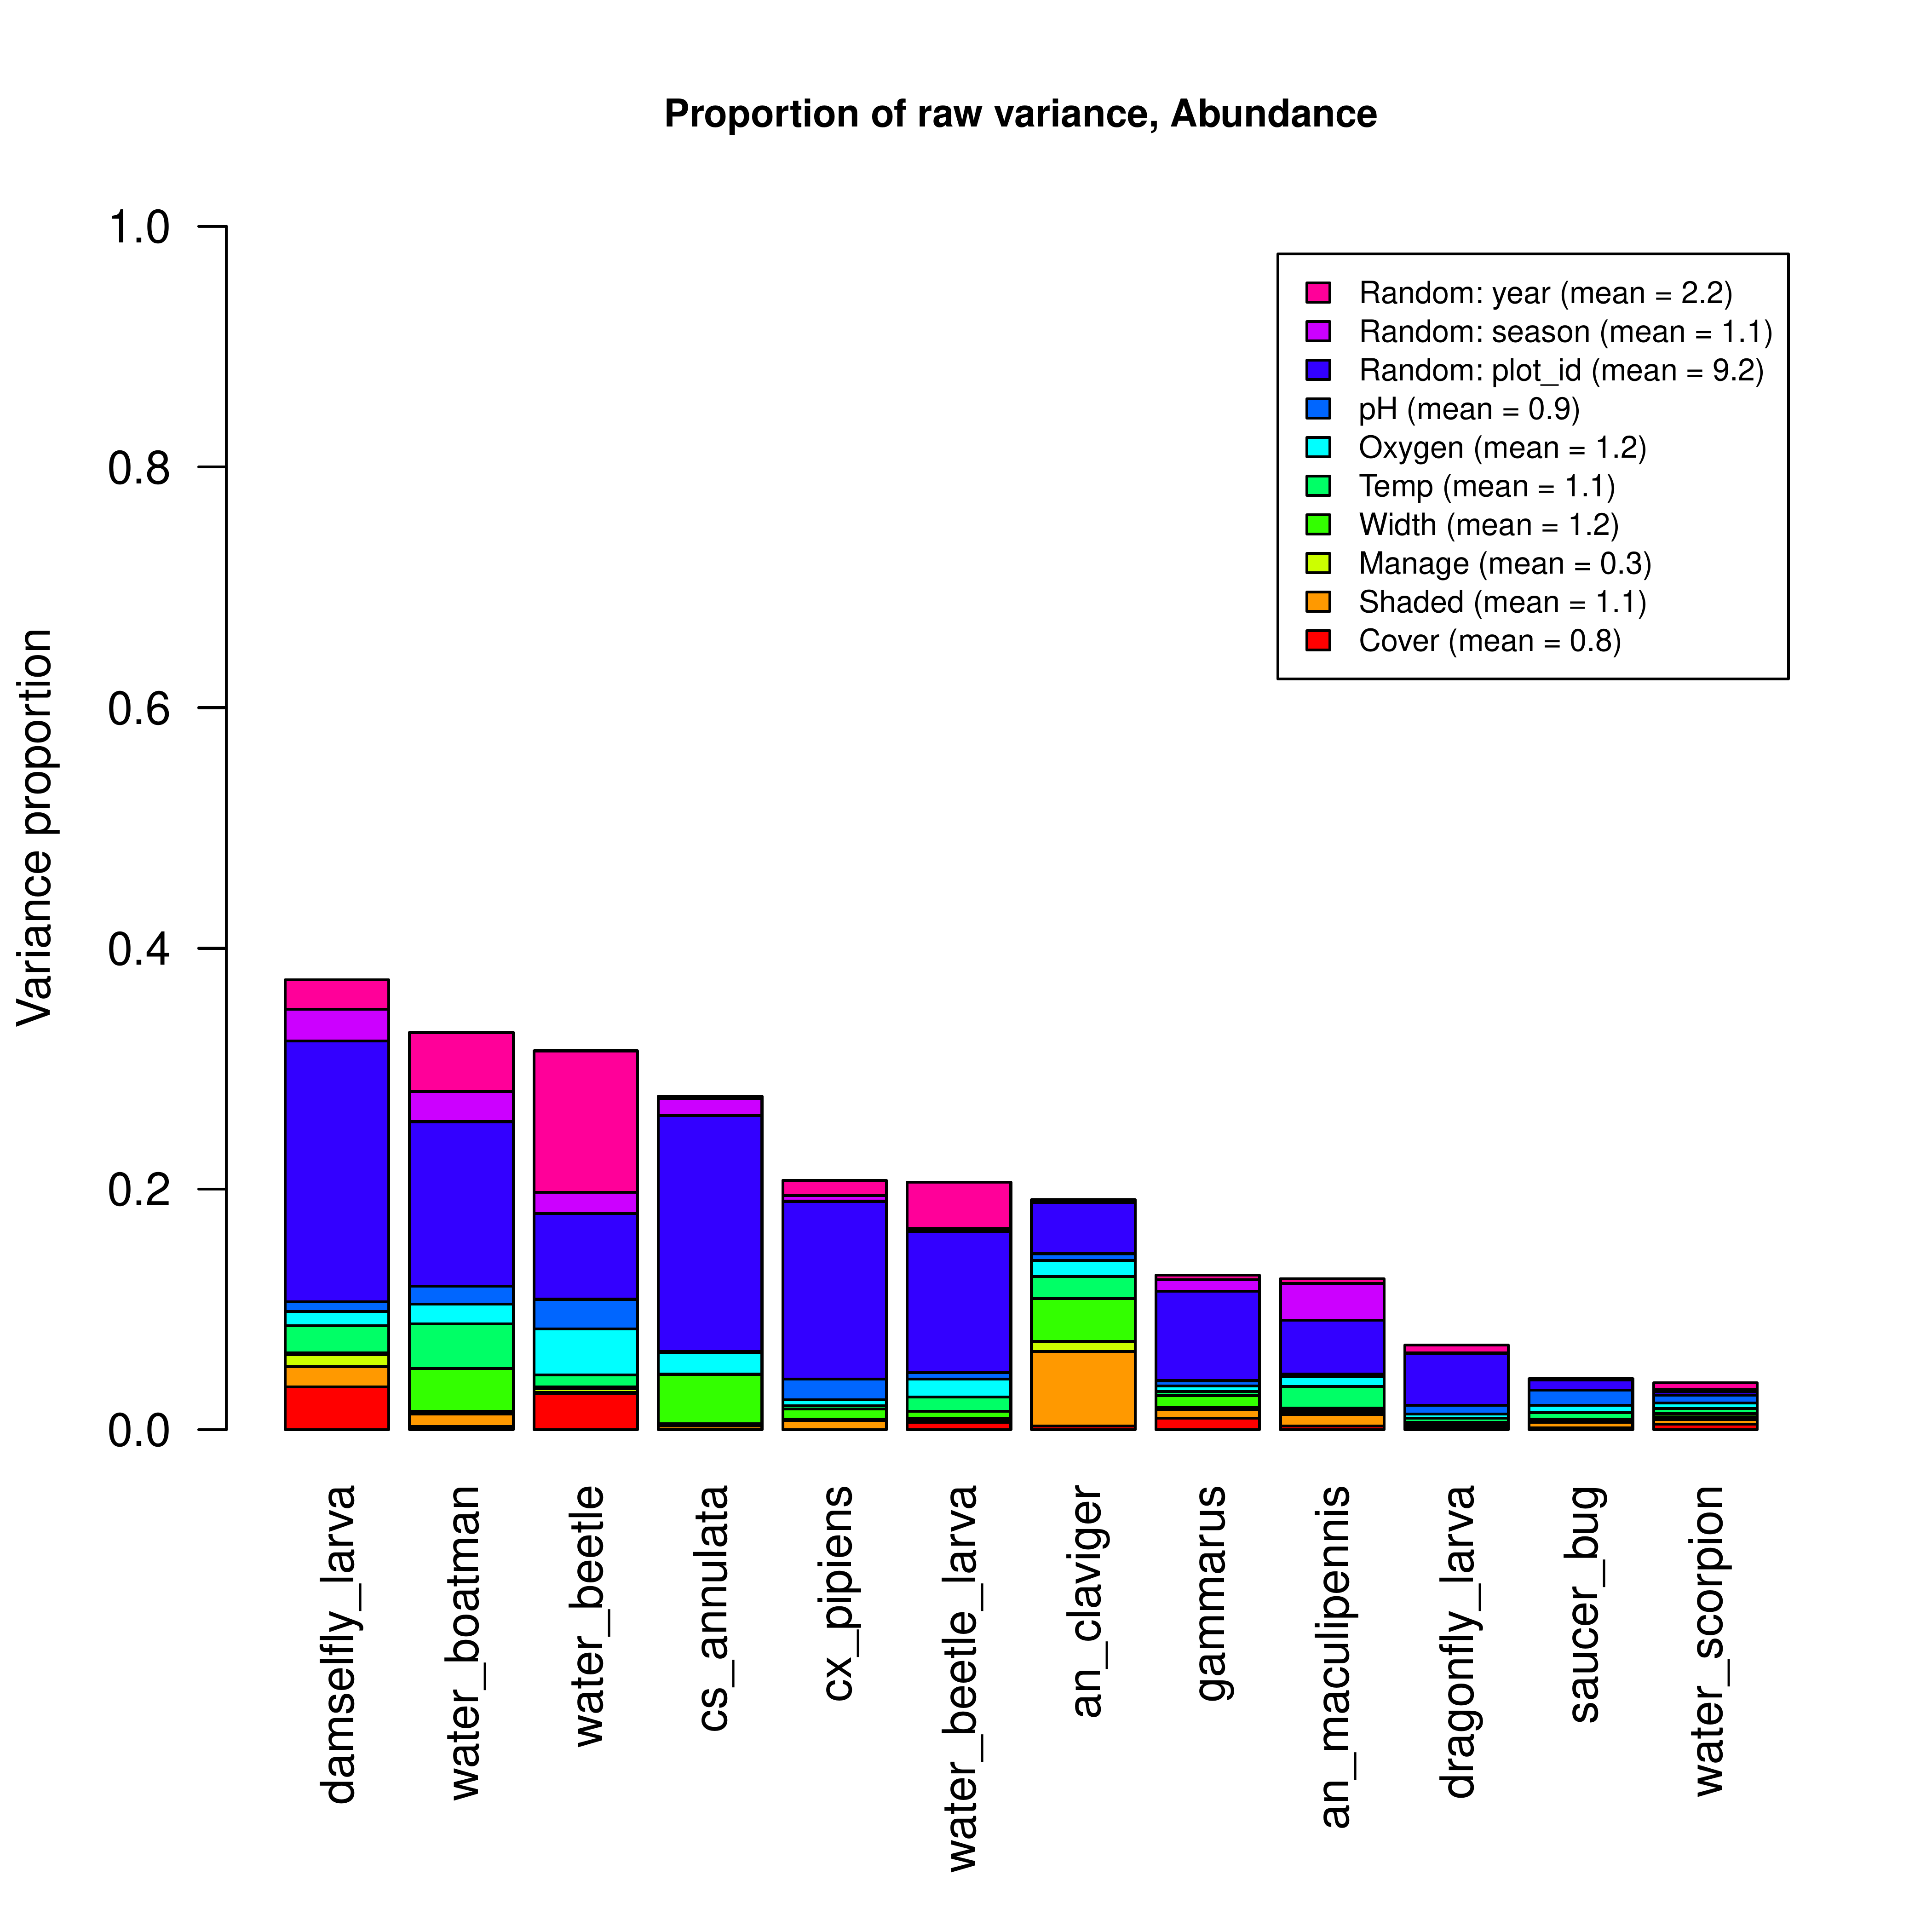 Proportion of raw variance, Abundance
Variance proportion
1.0
0.8
0.6
0.4
0.2
0.0
Random: year (mean = 2.2)
Random: season (mean = 1.1)
Random: plot_id (mean = 9.2)
pH (mean = 0.9)
Oxygen (mean = 1.2)
Temp (mean = 1.1)
Width (mean = 1.2)
Manage (mean = 0.3)
Shaded (mean = 1.1)
Cover (mean = 0.8)
damselfly_larva
water_boatman
water_beetle
cs_annulata
cx_pipiens
water_beetle_larva
an_claviger
gammarus
an_maculipennis
dragonfly_larva
saucer_bug
water_scorpion